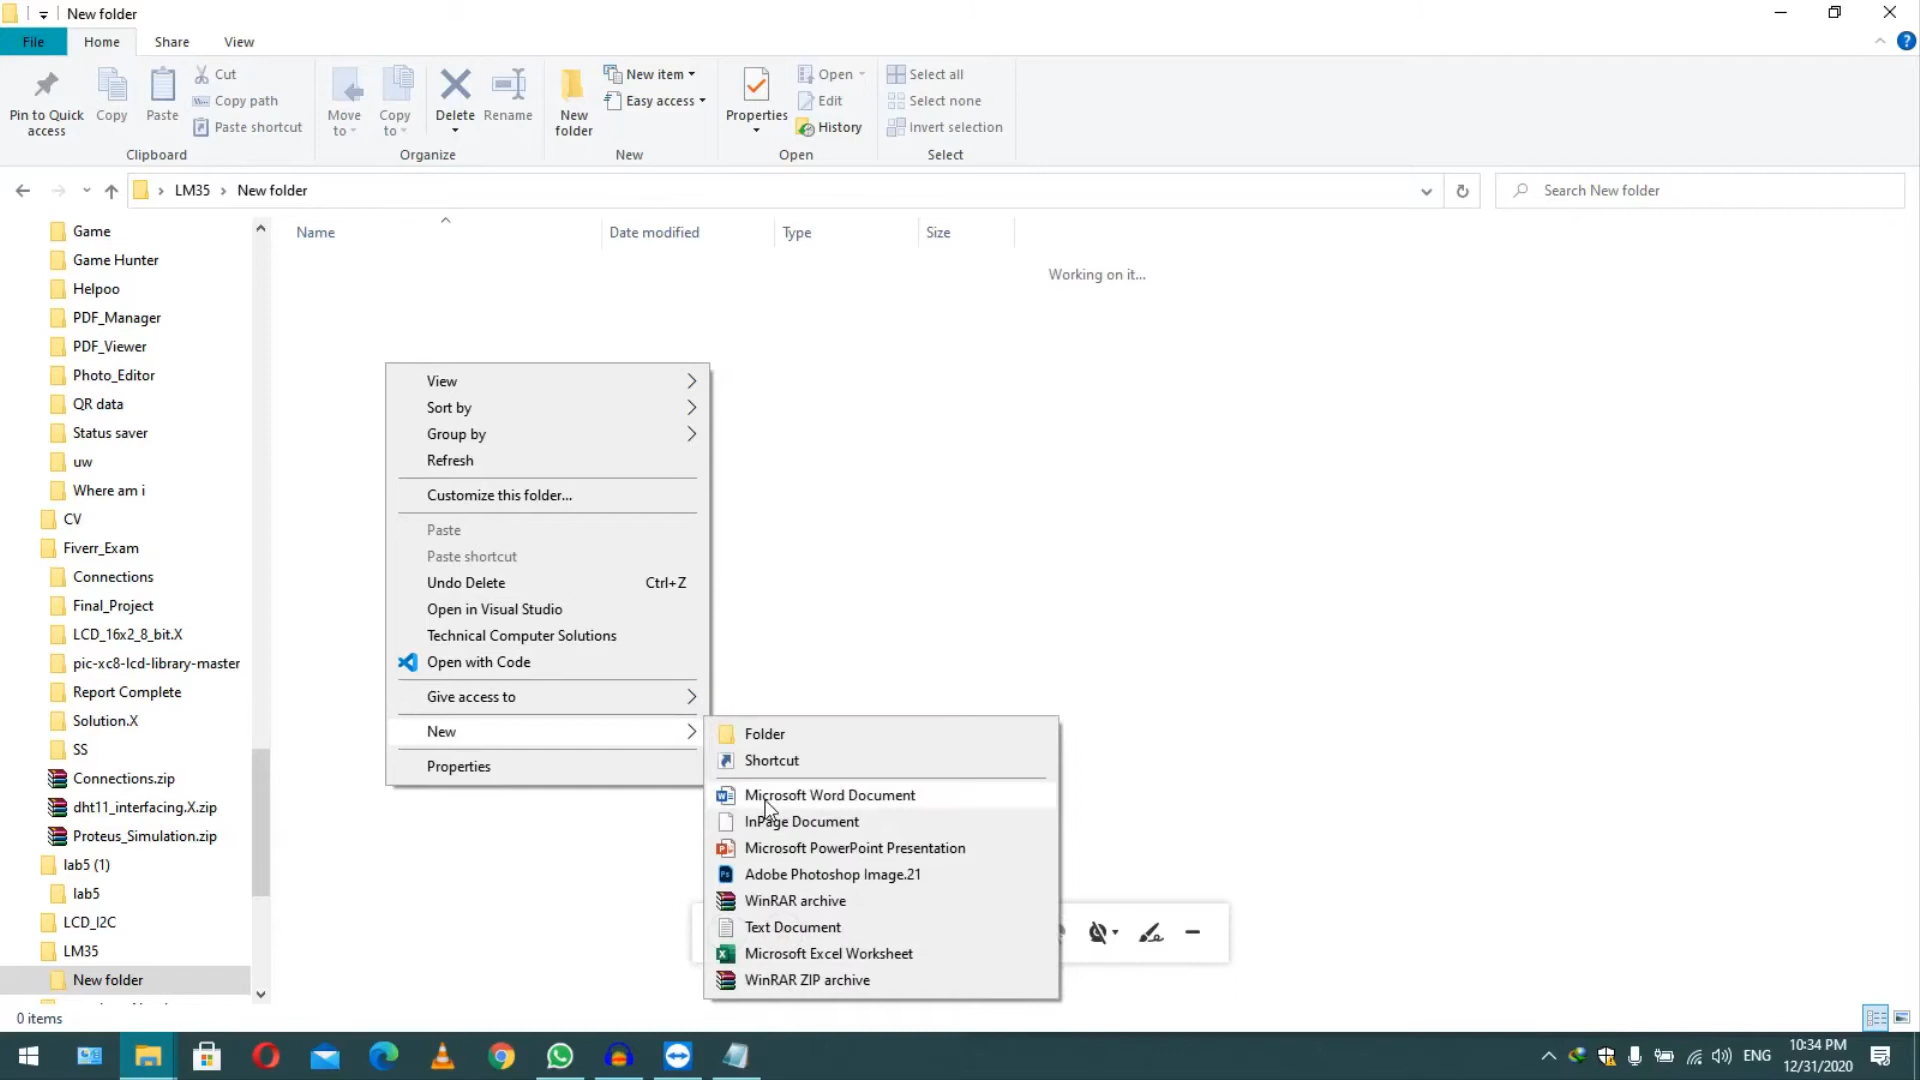 New folder
File
Home
Share
View
Pin to Quick access
Copy
Paste
Cut
Copy path
Paste shortcut
Clipboard
Move to
Copy to
Delete
Rename
Organize
New folder
New item
Easy access
New
Properties
Open
Edit
History
Open
Select all
Select none
Invert selection
Select
LM35 > New folder
Search New folder
Name
Date modified
Type
Size
Working on it...
Game
Game Hunter
Helpoo
PDF_Manager
PDF_Viewer
Photo_Editor
QR data
Status saver
uw
Where am i
CV
Fiverr_Exam
Connections
Final_Project
LCD_16x2_8_bit.X
pic-xc8-lcd-library-master
Report Complete
Solution.X
SS
Connections.zip
dht11_interfacing.X.zip
Proteus_Simulation.zip
lab5 (1)
lab5
LCD_I2C
LM35
New folder
View
Sort by
Group by
Refresh
Customize this folder...
Paste
Paste shortcut
Undo Delete Ctrl+Z
Open in Visual Studio
Technical Computer Solutions
Open with Code
Give access to
New
Properties
Folder
Shortcut
Microsoft Word Document
InPage Document
Microsoft PowerPoint Presentation
Adobe Photoshop Image.21
WinRAR archive
Text Document
Microsoft Excel Worksheet
WinRAR ZIP archive
0 items
ENG
10:34 PM
12/31/2020